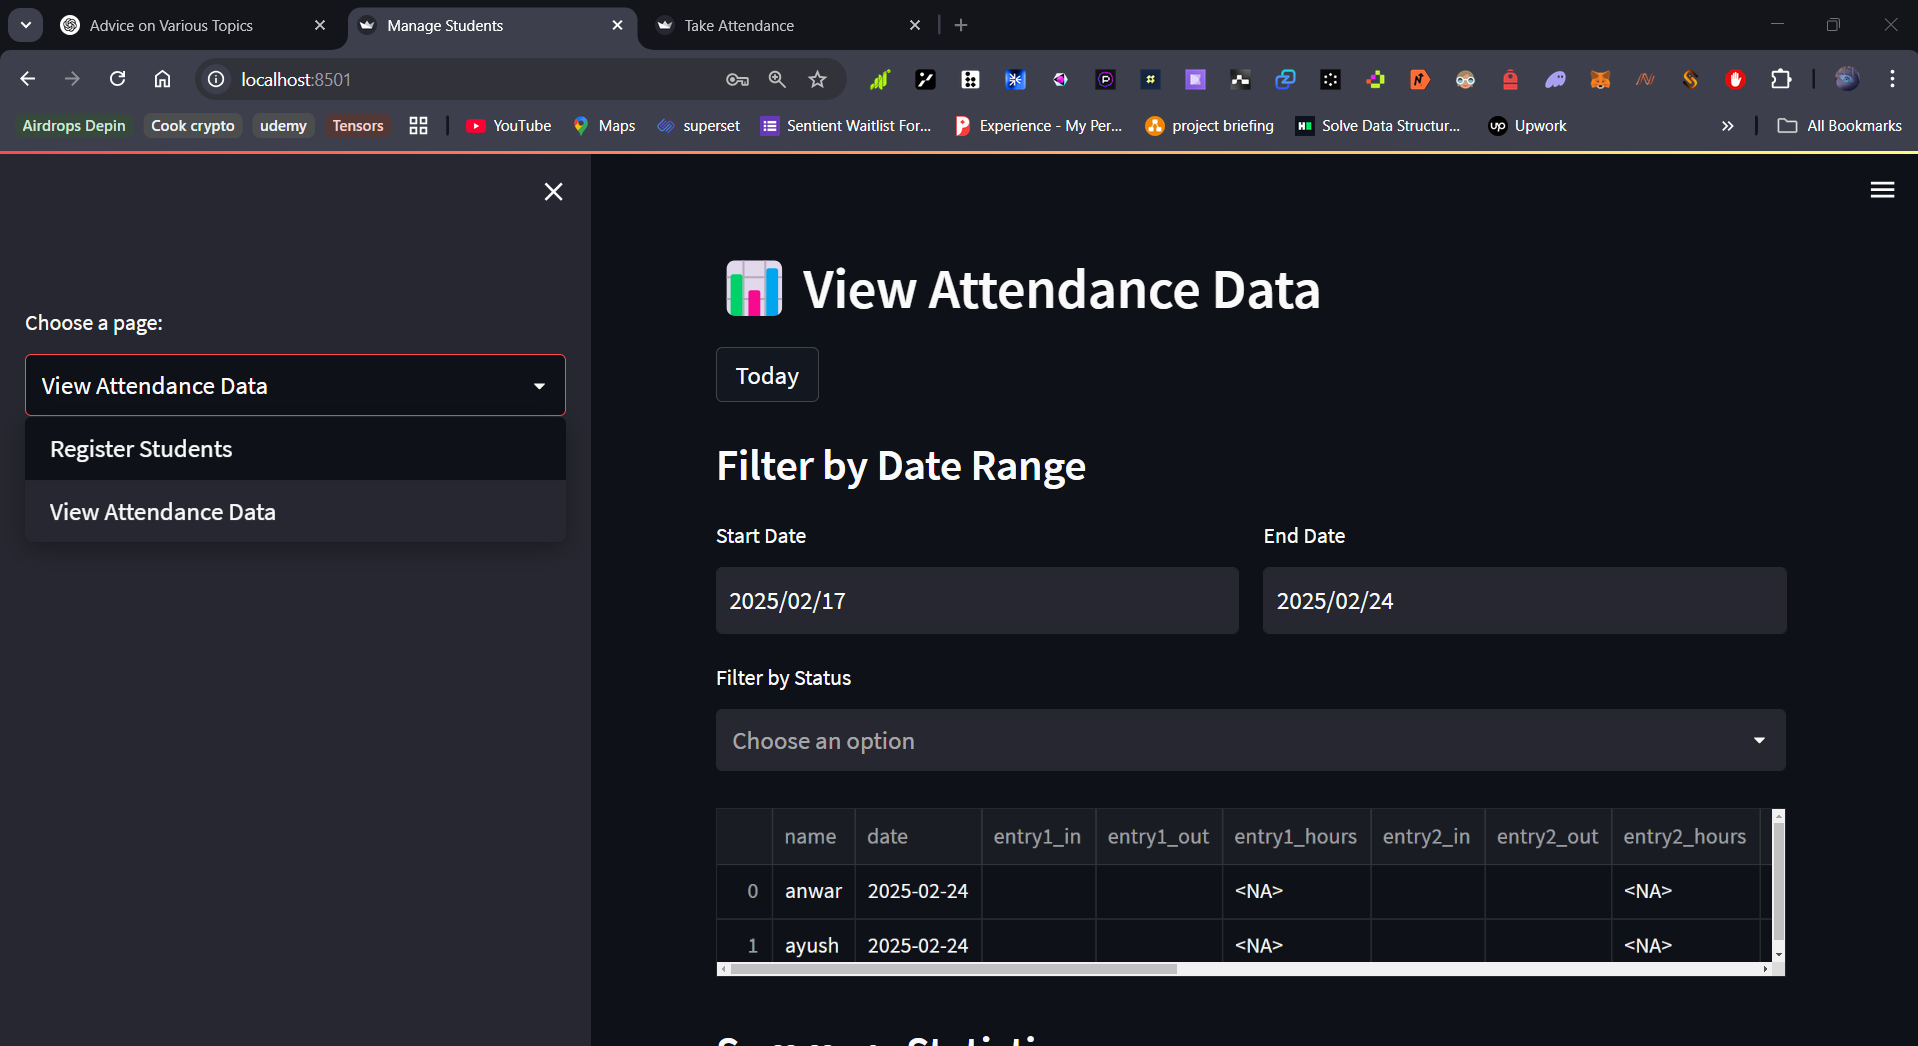 Advice on Various Topics
Manage Students
Take Attendance
localhost:8501
Airdrops Depin
Cook crypto
udemy
Tensors
YouTube
Maps
superset
Sentient Waitlist For...
Experience - My Per...
project briefing
Solve Data Structur...
Upwork
All Bookmarks
Choose a page:
View Attendance Data
Register Students
View Attendance Data
View Attendance Data
Today
Filter by Date Range
Start Date
End Date
2025/02/17
2025/02/24
Filter by Status
Choose an option
name date entry1_in entry1_out entry1_hours entry2_in entry2_out entry2_hours
0 anwar 2025-02-24 <NA> <NA>
1 ayush 2025-02-24 <NA> <NA>